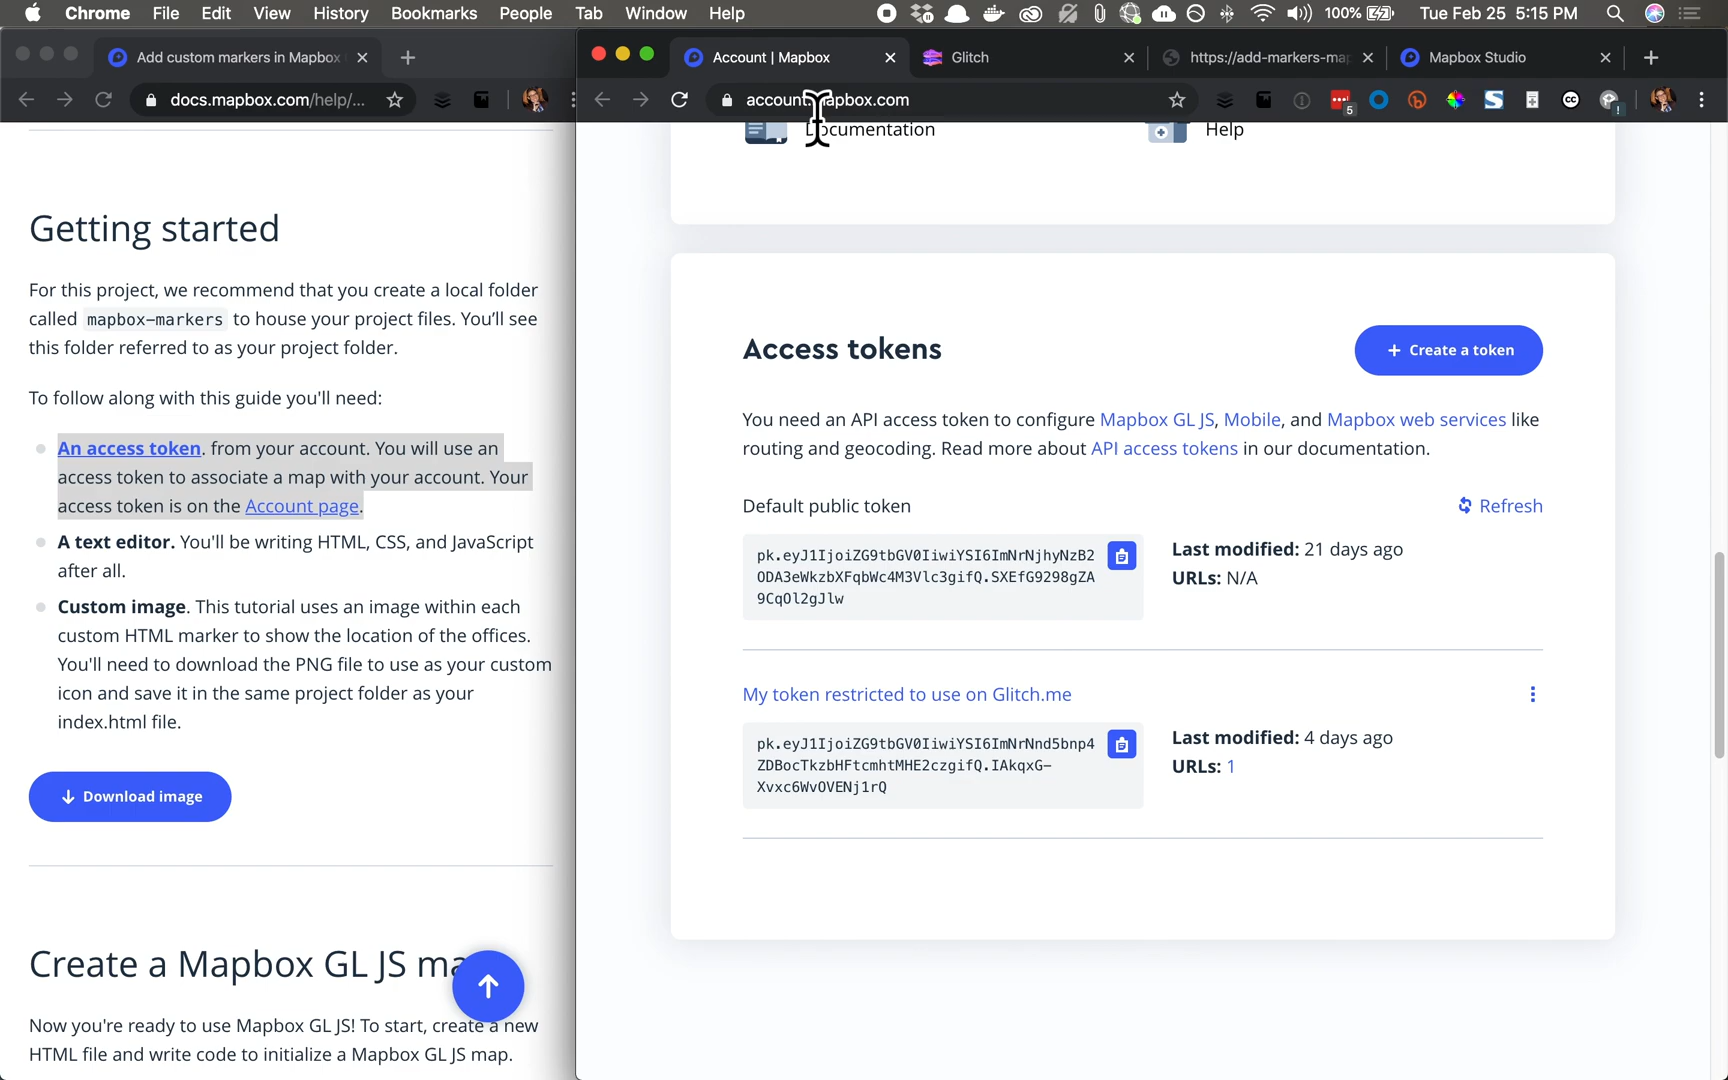 Chrome File Edit View History Bookmarks People Tab Window Help 100% Tue Feb 25 5:15 PM
Add custom markers in Mapbox
Account | Mapbox
Glitch
https://add-markers-map
Mapbox Studio
docs.mapbox.com/help/...
account.mapbox.com
5
Getting started
For this project, we recommend that you create a local folder
called mapbox-markers to house your project files. You'll see
this folder referred to as your project folder.
To follow along with this guide you'll need:
An access token. from your account. You will use an
access token to associate a map with your account. Your
access token is on the Account page.
A text editor. You'll be writing HTML, CSS, and JavaScript
after all.
Custom image. This tutorial uses an image within each
custom HTML marker to show the location of the offices.
You'll need to download the PNG file to use as your custom
icon and save it in the same project folder as your
index.html file.
Download image
Create a Mapbox GL JS ma
Now you're ready to use Mapbox GL JS! To start, create a new
HTML file and write code to initialize a Mapbox GL JS map.
Documentation
Help
Access tokens
+ Create a token
You need an API access token to configure Mapbox GL JS, Mobile, and Mapbox web services like
routing and geocoding. Read more about API access tokens in our documentation.
Default public token
Refresh
pk.eyJ1IjoiZG9tbGV0IiwiYSI6ImNrNjhyNzB2
ODA3eWkzbXFqbWc4M3Vlc3gifQ.SXEfG9298gZA
9CqOl2gJlw
Last modified: 21 days ago
URLs: N/A
My token restricted to use on Glitch.me
pk.eyJ1IjoiZG9tbGV0IiwiYSI6ImNrNnd5bnp4
ZDBocTkzbHFtcmhtMHE2czgifQ.IAkqxG-
Xvxc6WvOVENj1rQ
Last modified: 4 days ago
URLs: 1